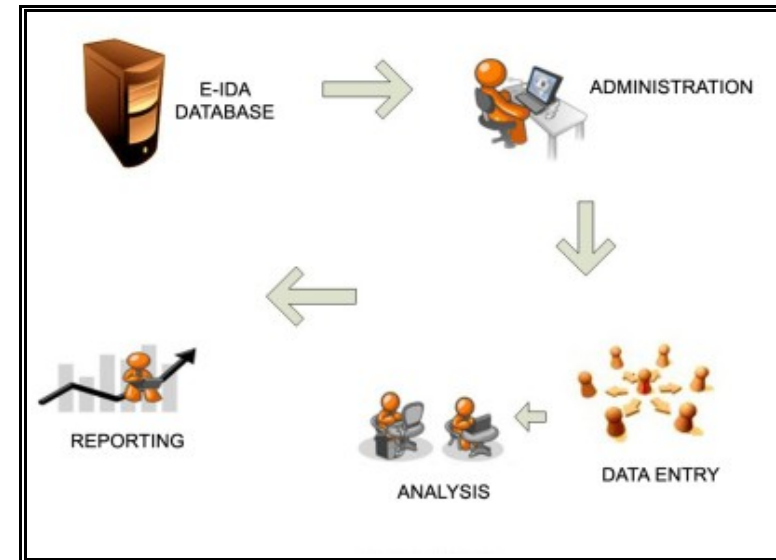 E-IDA
DATABASE
ADMINISTRATION
REPORTING
ANALYSIS
DATA ENTRY